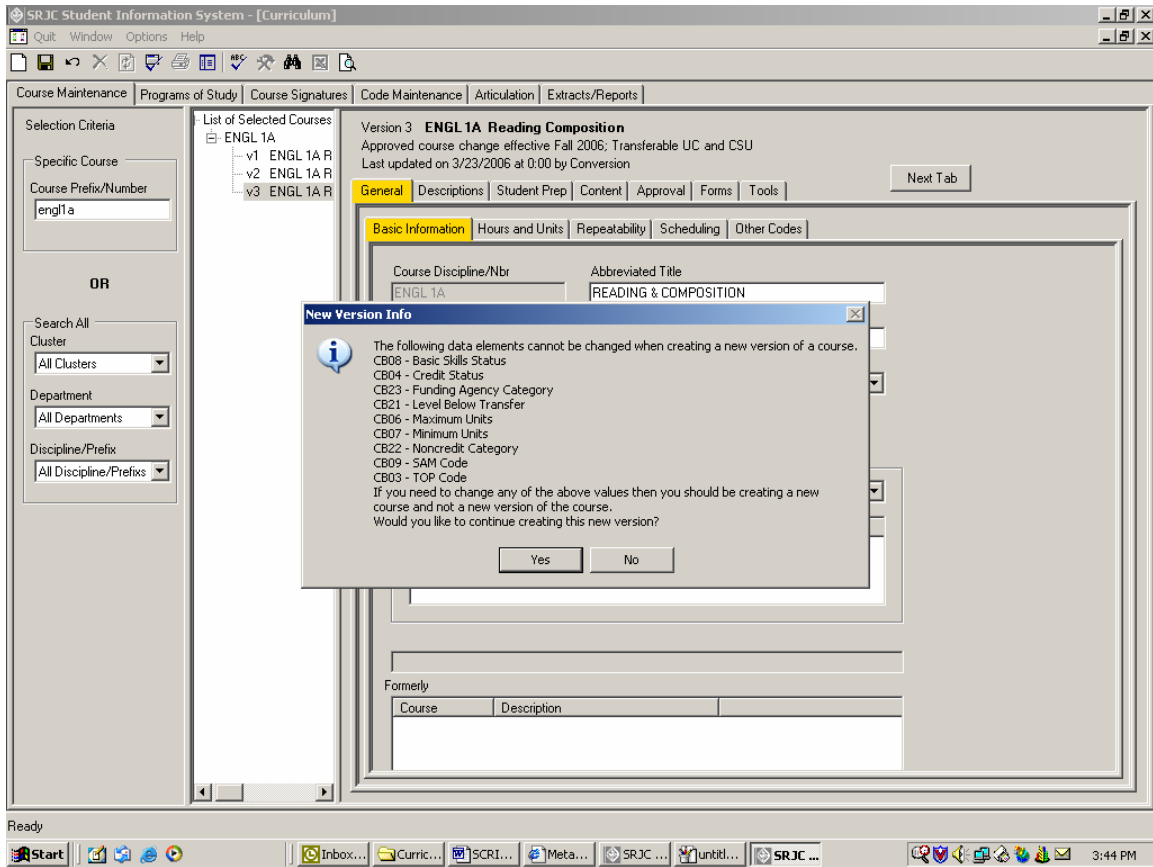 SRJC Student Information System - [Curriculum]
Quit Window Options Help
ABC
Course Maintenance Programs of Study Course Signatures Code Maintenance Articulation Extracts/Reports
Selection Criteria
Specific Course
Course Prefix/Number
engl1a
OR
Search All
Cluster
All Clusters
Department
All Departments
Discipline/Prefix
All Discipline/Prefixs
List of Selected Courses
ENGL 1A
v1 ENGL 1A R
v2 ENGL 1A R
v3 ENGL 1A R
Version 3 ENGL 1A Reading Composition
Approved course change effective Fall 2006; Transferable UC and CSU
Last updated on 3/23/2006 at 0:00 by Conversion
Next Tab
General Descriptions Student Prep Content Approval Forms Tools
Basic Information Hours and Units Repeatability Scheduling Other Codes
Course Discipline/Nbr Abbreviated Title
ENGL 1A READING & COMPOSITION
New Version Info
The following data elements cannot be changed when creating a new version of a course.
CB08 - Basic Skills Status
CB04 - Credit Status
CB23 - Funding Agency Category
CB21 - Level Below Transfer
CB06 - Maximum Units
CB07 - Minimum Units
CB22 - Noncredit Category
CB09 - SAM Code
CB03 - TOP Code
If you need to change any of the above values then you should be creating a new
course and not a new version of the course.
Would you like to continue creating this new version?
Yes No
Formerly
Course Description
Ready
Start Inbox... Curric... SCRI... Meta... SRJC ... untitl... SRJC ... 3:44 PM